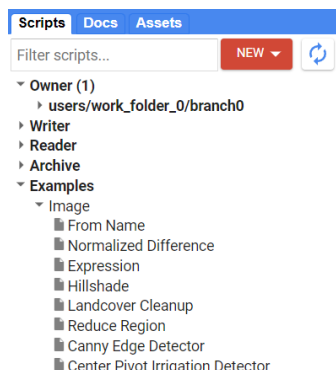 Scripts Docs Assets
Filter scripts... NEW
Owner (1)
users/work_folder_0/branch0
Writer
Reader
Archive
Examples
Image
From Name
Normalized Difference
Expression
Hillshade
Landcover Cleanup
Reduce Region
Canny Edge Detector
Center Pivot Irrigation Detector